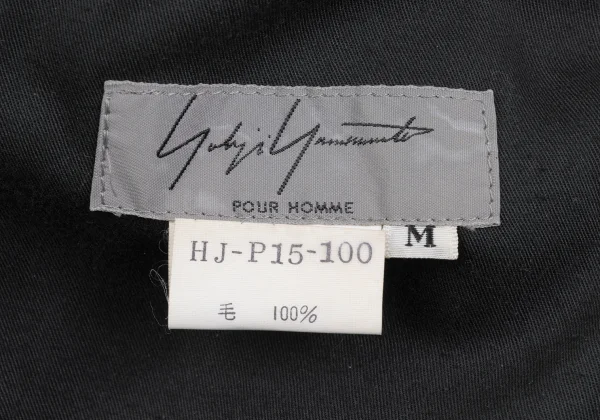 Yohji Yamamoto
POUR HOMME
M
HJ-P15-100
毛 100%